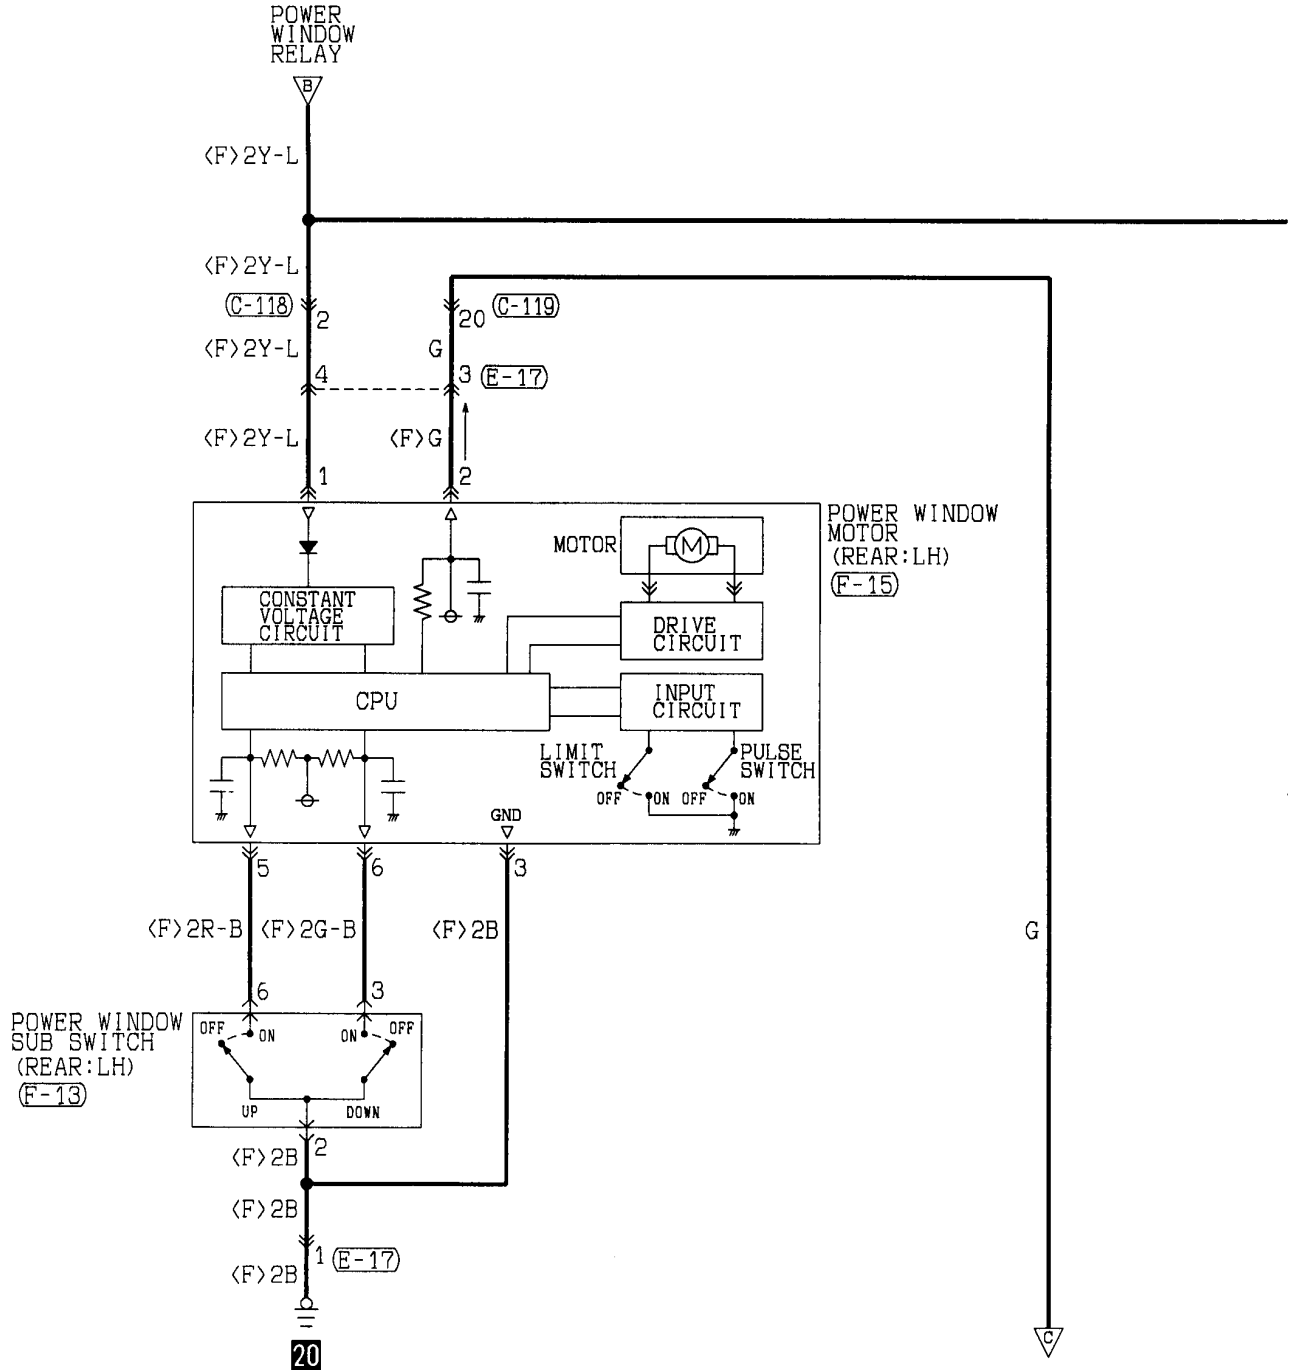 POWER
WINDOW
RELAY
B
<F>2Y-L
<F>2Y-L
C-118
2
20
C-119
<F>2Y-L
G
4
3
E-17
<F>2Y-L
<F>G
1
2
POWER WINDOW
MOTOR
(REAR:LH)
F-15
MOTOR
M
CONSTANT
VOLTAGE
CIRCUIT
DRIVE
CIRCUIT
CPU
INPUT
CIRCUIT
LIMIT
SWITCH
PULSE
SWITCH
OFF
ON
OFF
ON
GND
5
6
3
<F>2R-B
<F>2G-B
<F>2B
G
6
3
POWER WINDOW
SUB SWITCH
(REAR:LH)
F-13
OFF
ON
ON
OFF
UP
DOWN
2
<F>2B
<F>2B
1
E-17
<F>2B
20
C